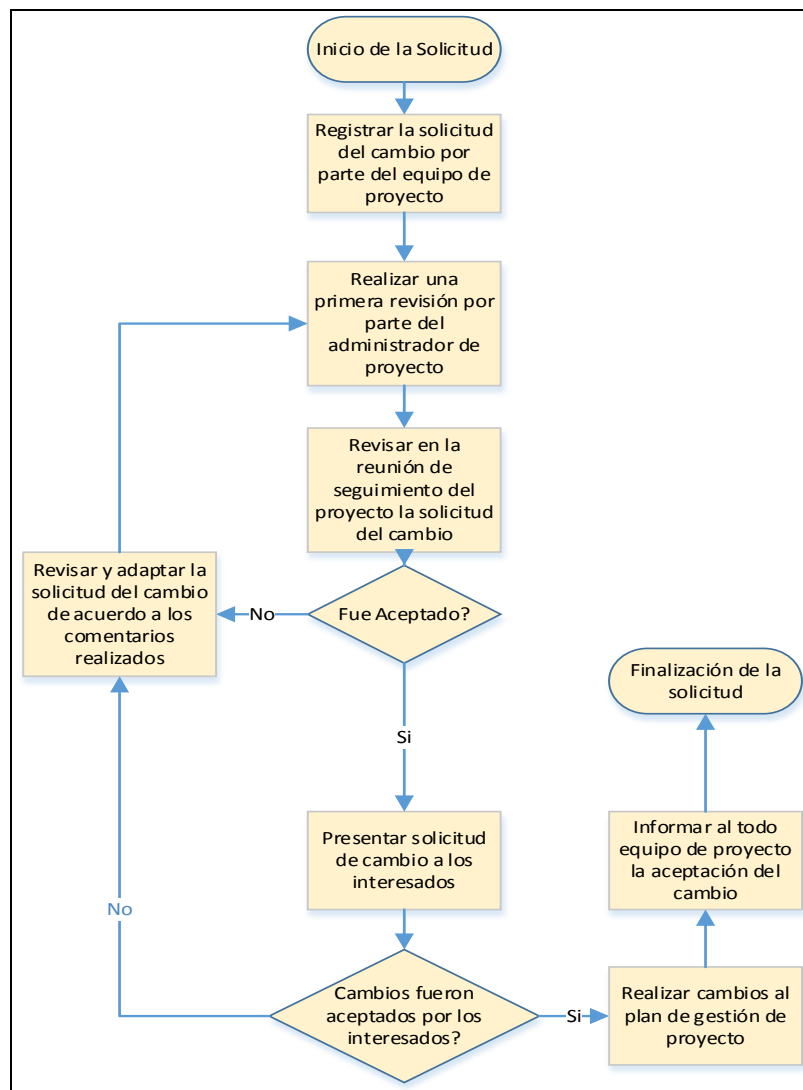 Inicio de la Solicitud
Registrar la solicitud
del cambio por
parte del equipo de
proyecto
Realizar una
primera revisión por
parte del
administrador de
proyecto
Revisar en la
reunión de
seguimiento del
proyecto la solicitud
del cambio
Revisar y adaptar la
solicitud del cambio
de acuerdo a los
comentarios
realizados
No
Fue Aceptado?
Si
Presentar solicitud
de cambio a los
interesados
No
Cambios fueron
aceptados por los
interesados?
Si
Realizar cambios al
plan de gestión de
proyecto
Informar al todo
equipo de proyecto
la aceptación del
cambio
Finalización de la
solicitud